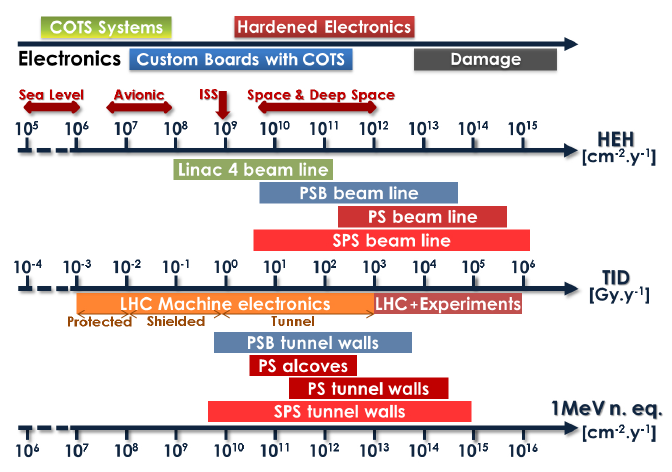 COTS Systems Hardened Electronics
Electronics Custom Boards with COTS Damage
Sea Level Avionic ISS Space & Deep Space
10⁵ 10⁶ 10⁷ 10⁸ 10⁹ 10¹⁰ 10¹¹ 10¹² 10¹³ 10¹⁴ 10¹⁵
HEH
[cm⁻².y⁻¹]
Linac 4 beam line
PSB beam line
PS beam line
SPS beam line
10⁻⁴ 10⁻³ 10⁻² 10⁻¹ 10⁰ 10¹ 10² 10³ 10⁴ 10⁵ 10⁶
TID
[Gy.y⁻¹]
LHC Machine electronics LHC+Experiments
Protected Shielded Tunnel
PSB tunnel walls
PS alcoves
PS tunnel walls
SPS tunnel walls
1MeV n. eq.
[cm⁻².y⁻¹]
10⁶ 10⁷ 10⁸ 10⁹ 10¹⁰ 10¹¹ 10¹² 10¹³ 10¹⁴ 10¹⁵ 10¹⁶